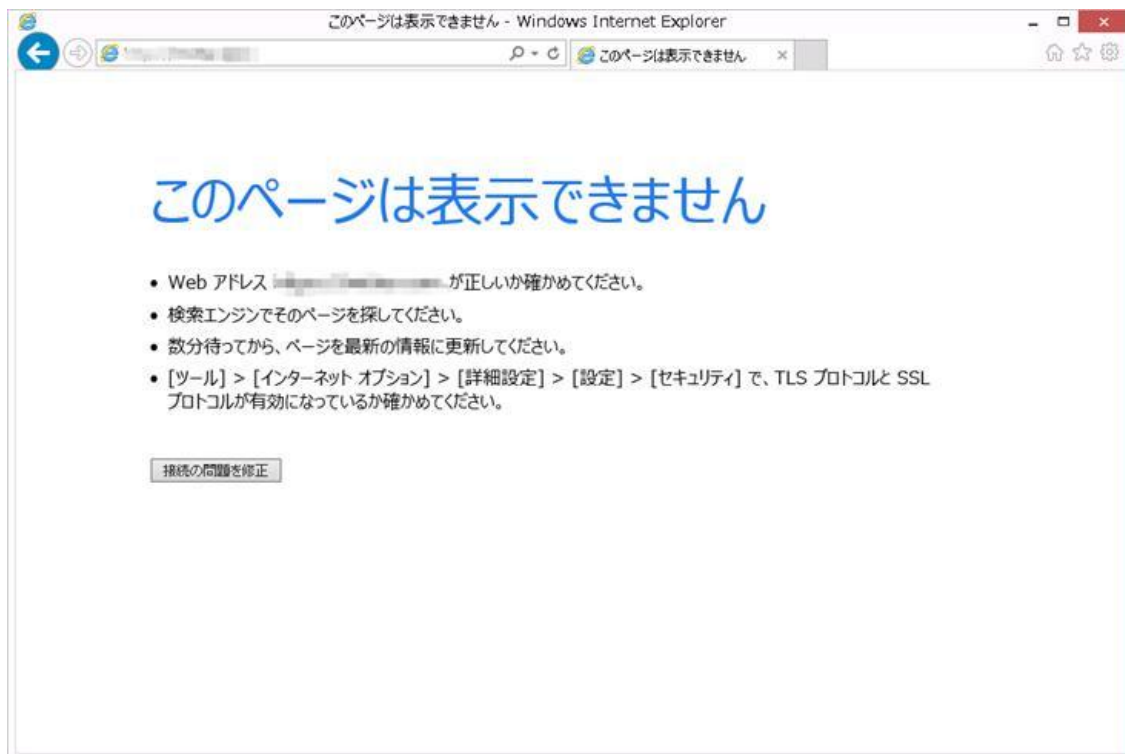 このページは表示できません - Windows Internet Explorer
このページは表示できません
このページは表示できません
• Web アドレス が正しいか確かめてください。
• 検索エンジンでそのページを探してください。
• 数分待ってから、ページを最新の情報に更新してください。
• [ツール] > [インターネット オプション] > [詳細設定] > [設定] > [セキュリティ] で、TLS プロトコルと SSL
プロトコルが有効になっているか確かめてください。
接続の問題を修正